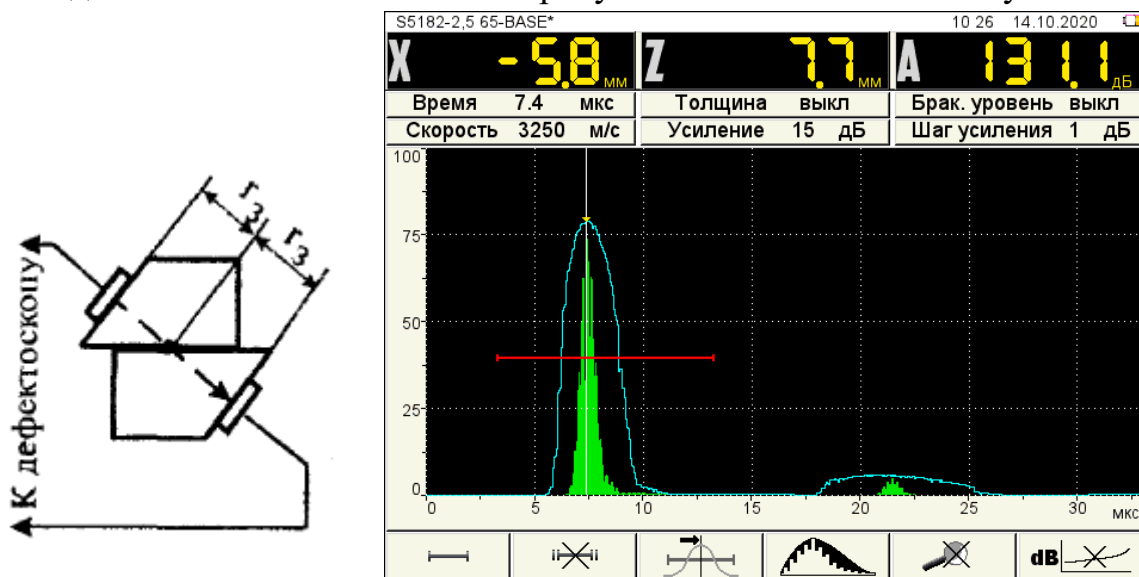 S5182-2,5 65-BASE* 10 26 14.10.2020
X -5.8 мм Z 7.7 мм A 131.1 дБ
Время 7.4 мкс Толщина выкл Брак. уровень выкл
Скорость 3250 м/с Усиление 15 дБ Шаг усиления 1 дБ
100
75
50
25
0
0 5 10 15 20 25 30 мкс
dB
r3
r3
К дефектоскопу